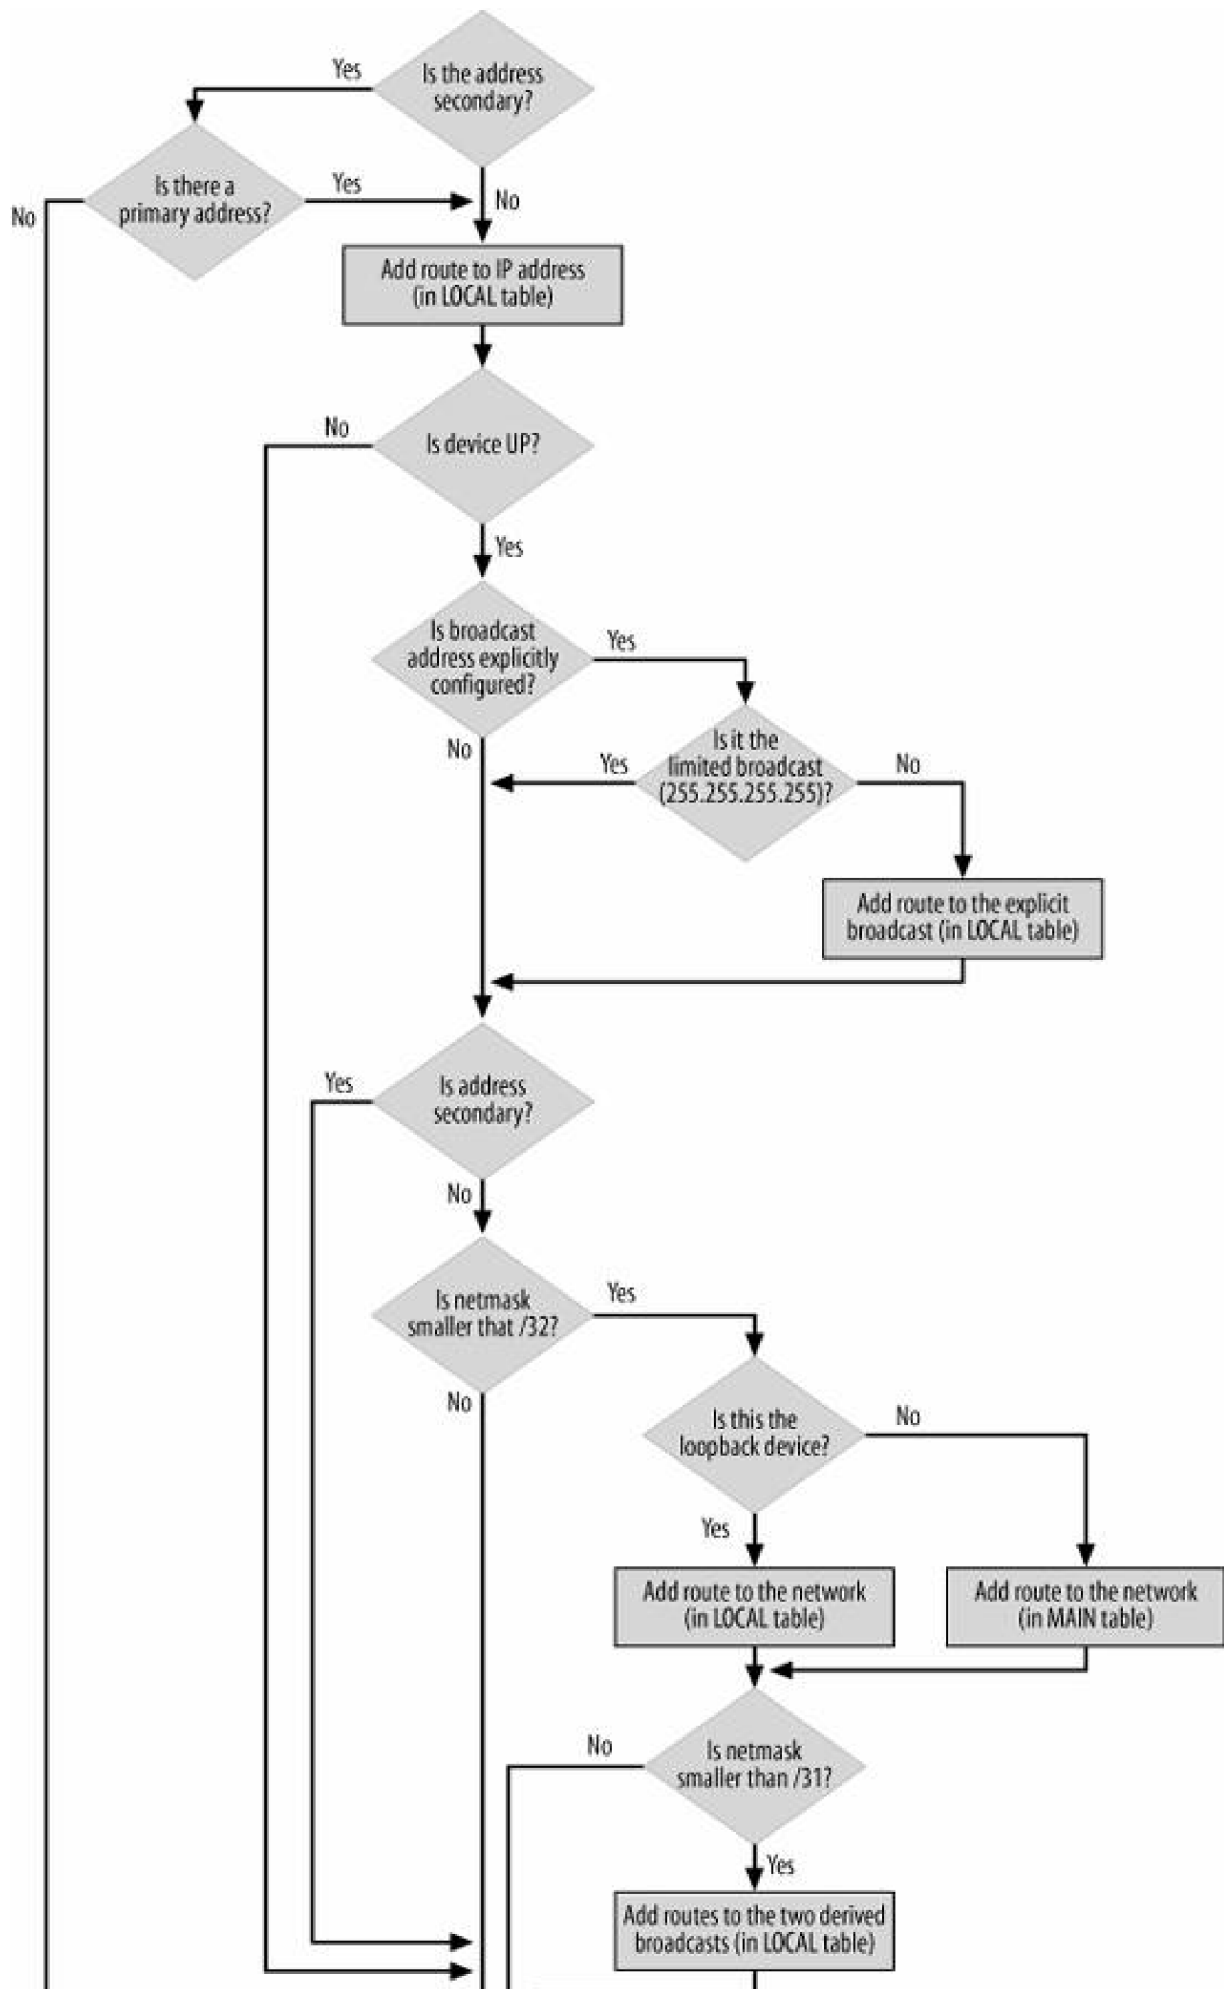 Yes
Is the address
secondary?
Is there a
primary address?
Yes
No
No
Add route to IP address
(in LOCAL table)
No
Is device UP?
Yes
Is broadcast
address explicitly
configured?
Yes
No
Is it the
limited broadcast
(255.255.255.255)?
Yes
No
Add route to the explicit
broadcast (in LOCAL table)
Yes
Is address
secondary?
No
Is netmask
smaller that /32?
Yes
No
Is this the
loopback device?
No
Yes
Add route to the network
(in LOCAL table)
Add route to the network
(in MAIN table)
No
Is netmask
smaller than /31?
Yes
Add routes to the two derived
broadcasts (in LOCAL table)